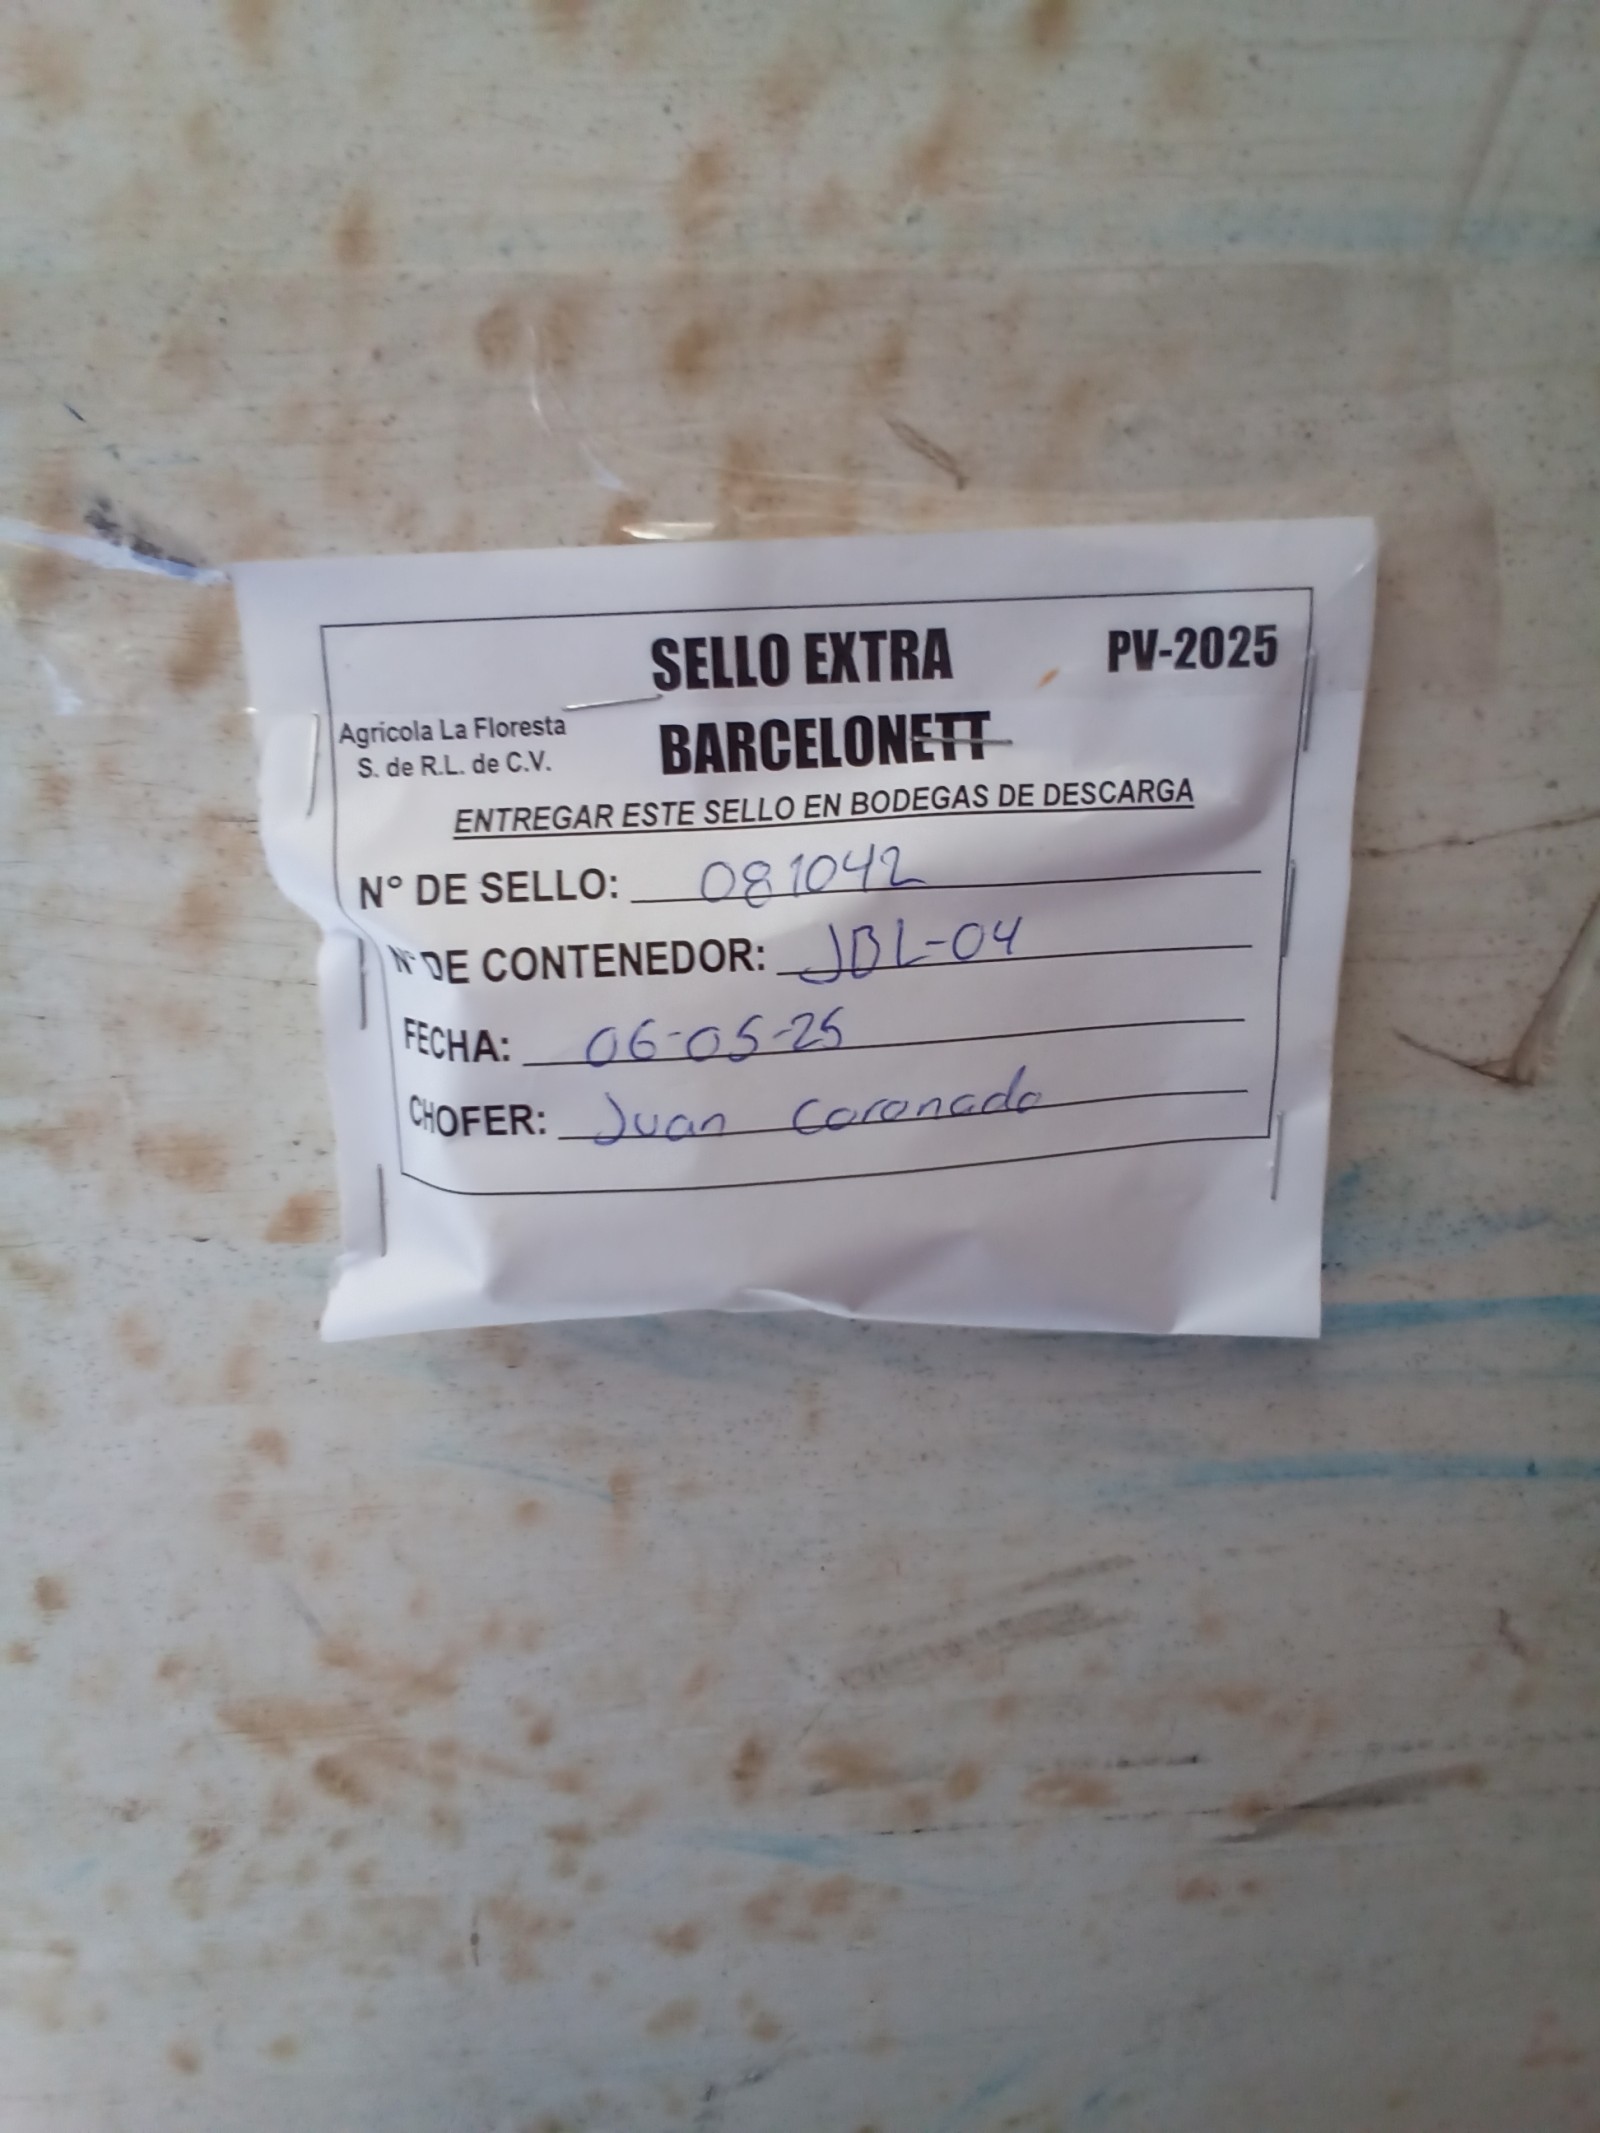 SELLO EXTRA PV-2025
Agrícola La Floresta
S. de R.L. de C.V.
BARCELONETT
ENTREGAR ESTE SELLO EN BODEGAS DE DESCARGA
N° DE SELLO: 081042
N° DE CONTENEDOR: JBL-04
FECHA: 06-05-25
CHOFER: Juan Coronado